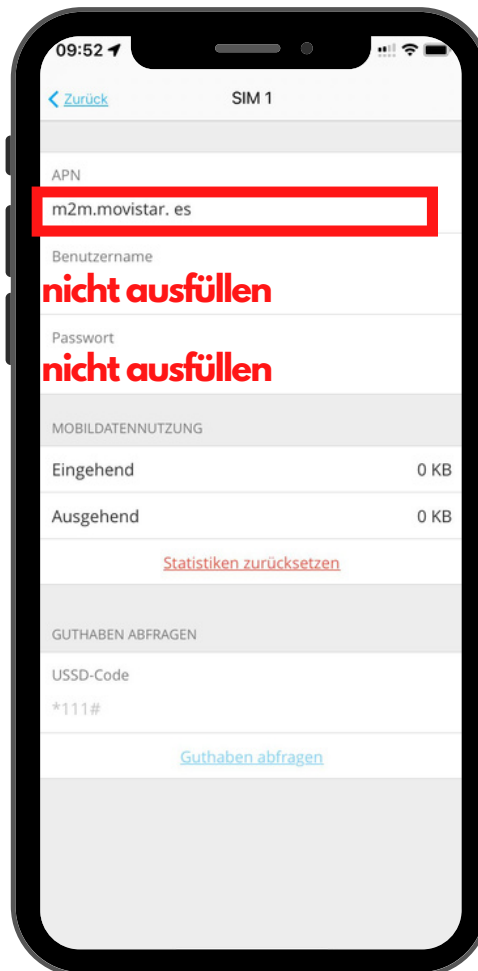 09:52
Zurück
SIM 1
APN
m2m.movistar. es
Benutzername
nicht ausfüllen
Passwort
nicht ausfüllen
MOBILDATENNUTZUNG
Eingehend 0 KB
Ausgehend 0 KB
Statistiken zurücksetzen
GUTHABEN ABFRAGEN
USSD-Code
*111#
Guthaben abfragen